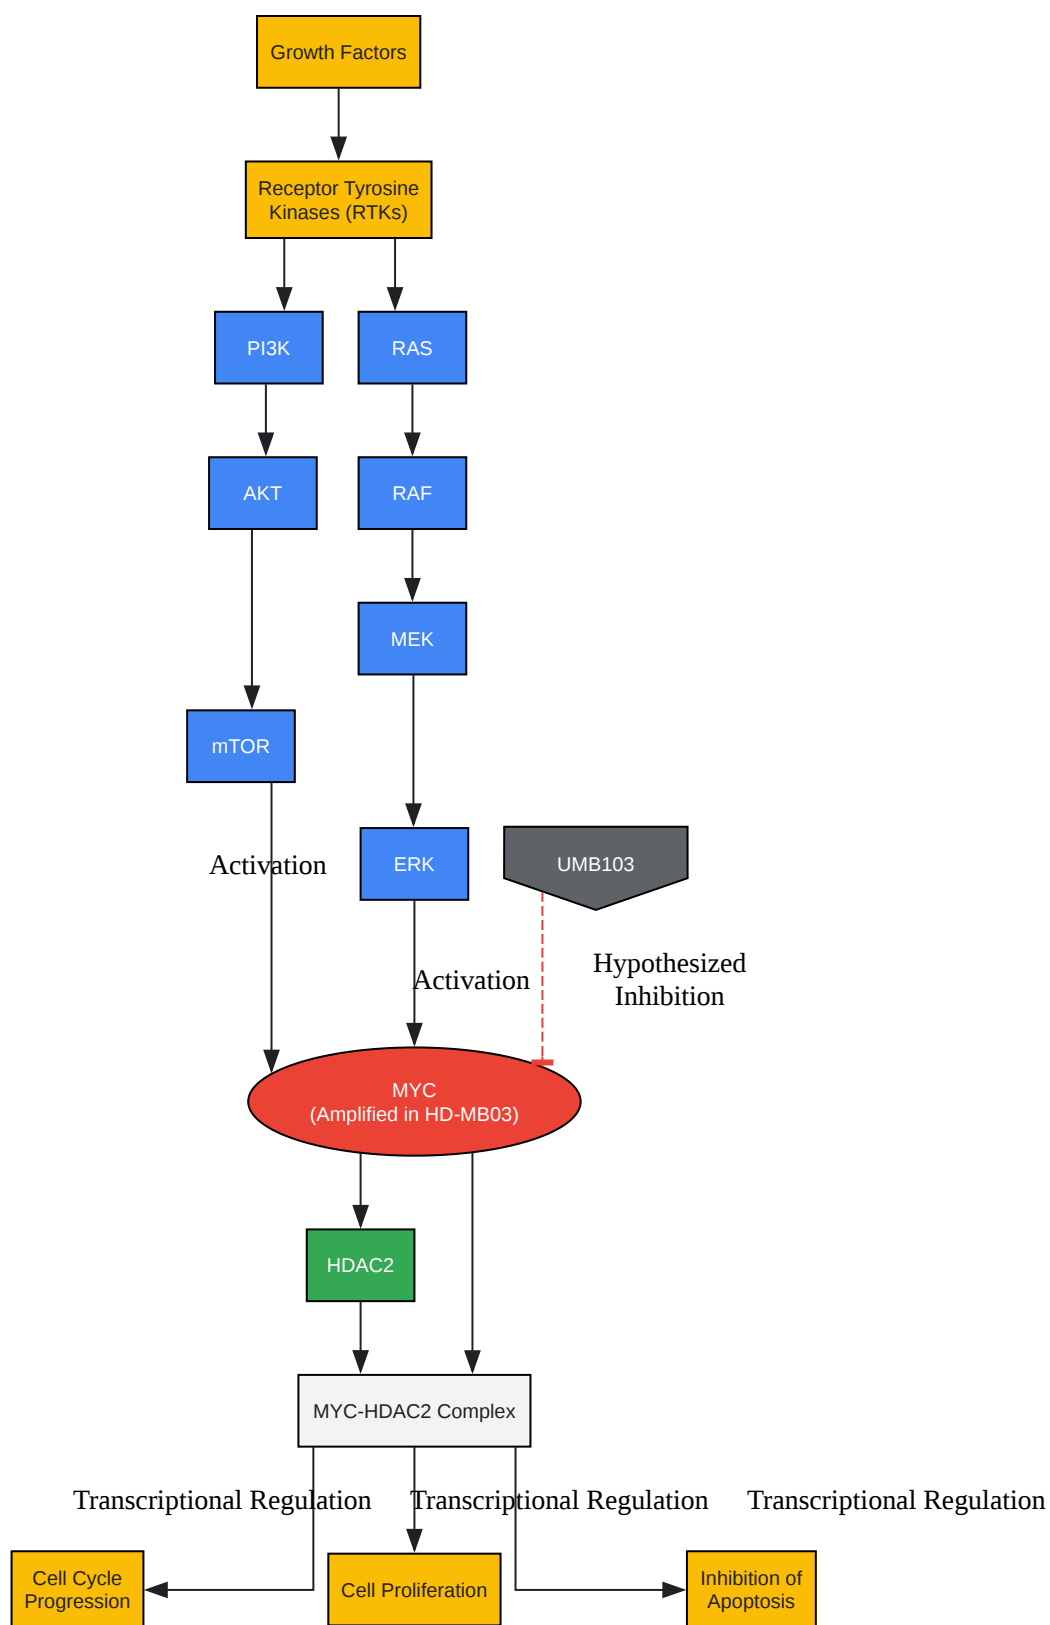 Growth Factors
Receptor Tyrosine
Kinases (RTKs)
PI3K
RAS
AKT
RAF
MEK
mTOR
ERK
UMB103
Activation
Activation
Hypothesized
Inhibition
MYC
(Amplified in HD-MB03)
HDAC2
MYC-HDAC2 Complex
Transcriptional Regulation
Transcriptional Regulation
Transcriptional Regulation
Cell Cycle
Progression
Cell Proliferation
Inhibition of
Apoptosis